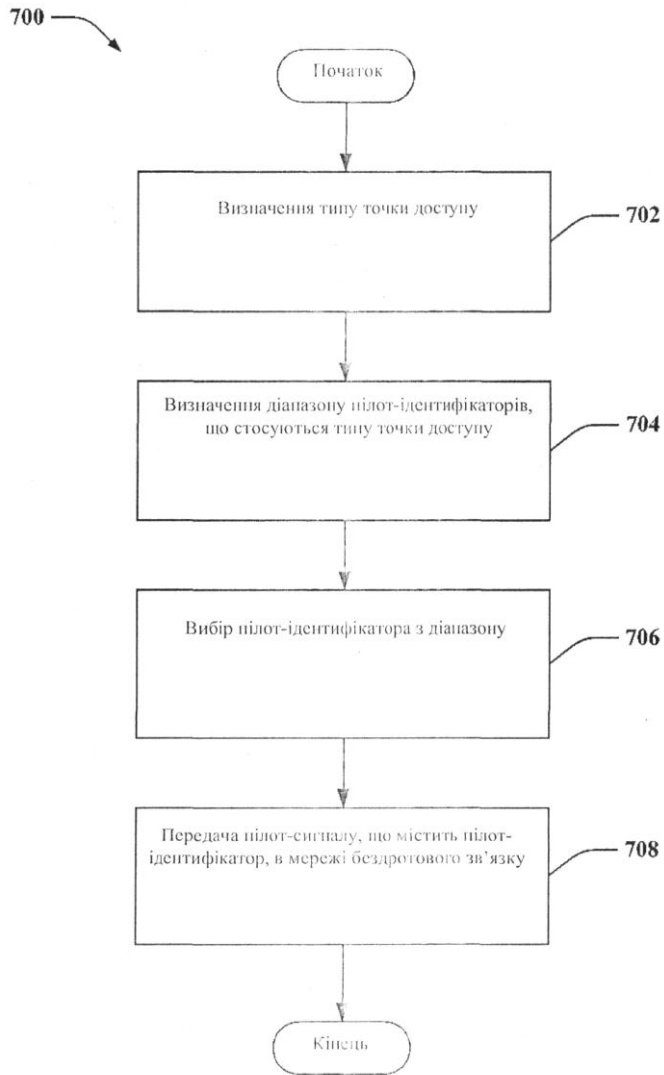 700
Початок
Визначення типу точки доступу
702
Визначення діапазону пілот-ідентифікаторів,
що стосуються типу точки доступу
704
Вибір пілот-ідентифікатора з діапазону
706
Передача пілот-сигналу, що містить пілот-
ідентифікатор, в мережі бездротового зв’язку
708
Кінець